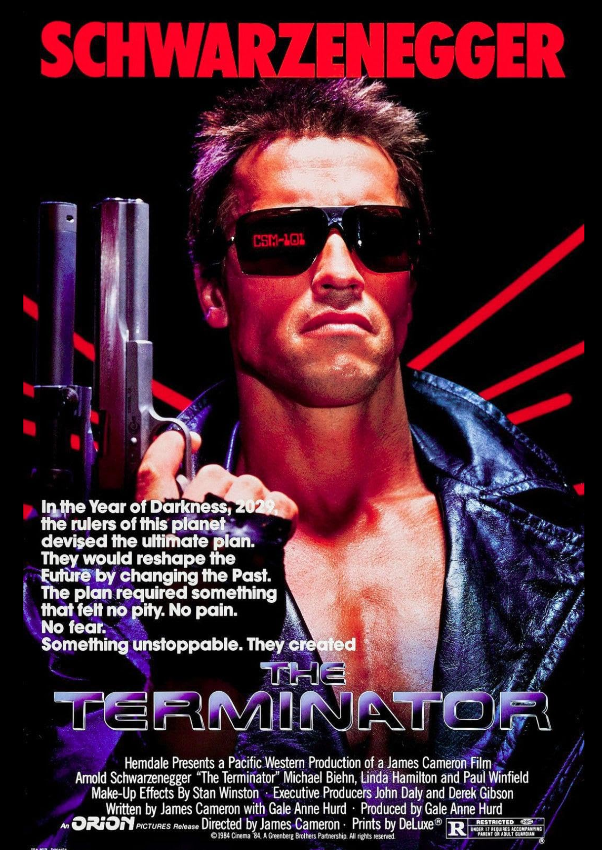 SCHWARZENEGGER
CSM-101
In the Year of Darkness, 2029,
the rulers of this planet
devised the ultimate plan.
They would reshape the
Future by changing the Past.
The plan required something
that felt no pity. No pain.
No fear.
Something unstoppable. They created
THE
TERMINATOR
Hemdale Presents a Pacific Western Production of a James Cameron Film
Arnold Schwarzenegger “The Terminator” Michael Biehn, Linda Hamilton and Paul Winfield
Make-Up Effects By Stan Winston · Executive Producers John Daly and Derek Gibson
Written by James Cameron with Gale Anne Hurd · Produced by Gale Anne Hurd
An ORION PICTURES Release Directed by James Cameron · Prints by DeLuxe®
©1984 Cinema '84, A Greenberg Brothers Partnership. All rights reserved.
R RESTRICTED
UNDER 17 REQUIRES ACCOMPANYING
PARENT OR ADULT GUARDIAN
®